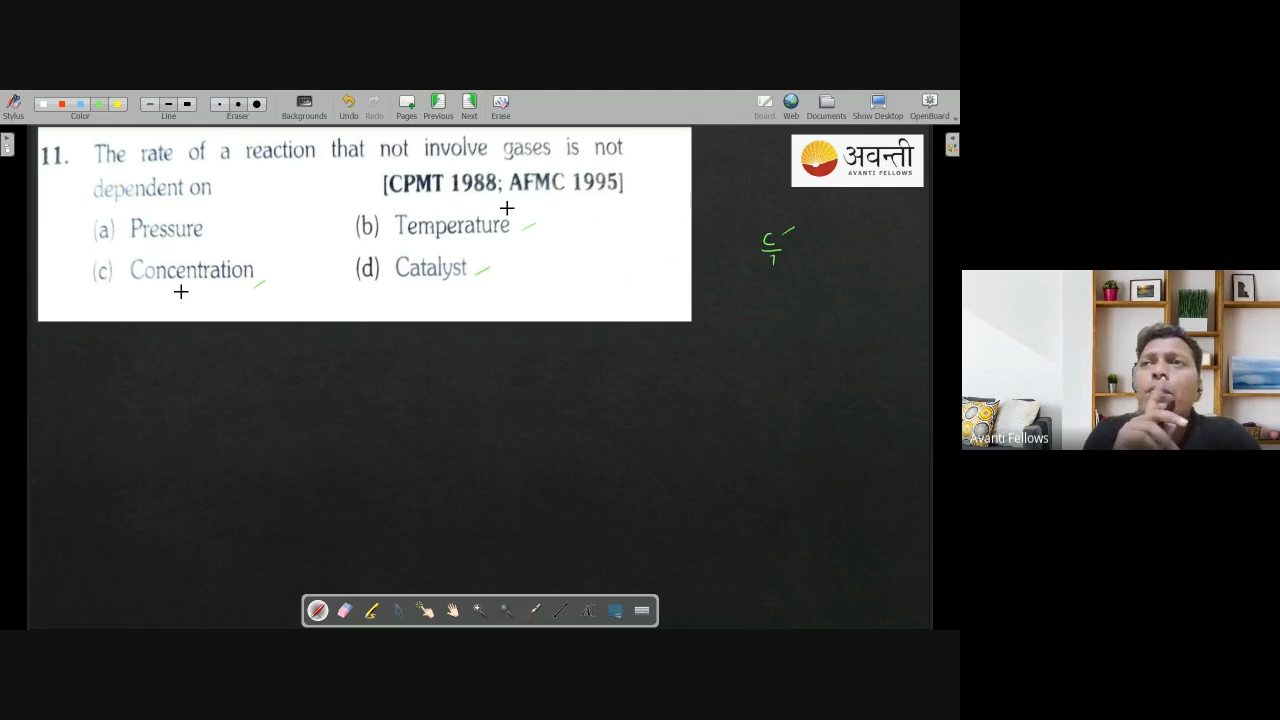 Stylus
Color
Line
Eraser
Backgrounds
Undo
Redo
Pages
Previous
Next
Erase
Board
Web
Documents
Show Desktop
OpenBoard
11. The rate of a reaction that not involve gases is not
dependent on [CPMT 1988; AFMC 1995]
(a) Pressure (b) Temperature
(c) Concentration (d) Catalyst
अवन्ती
AVANTI FELLOWS
C
Avanti Fellows